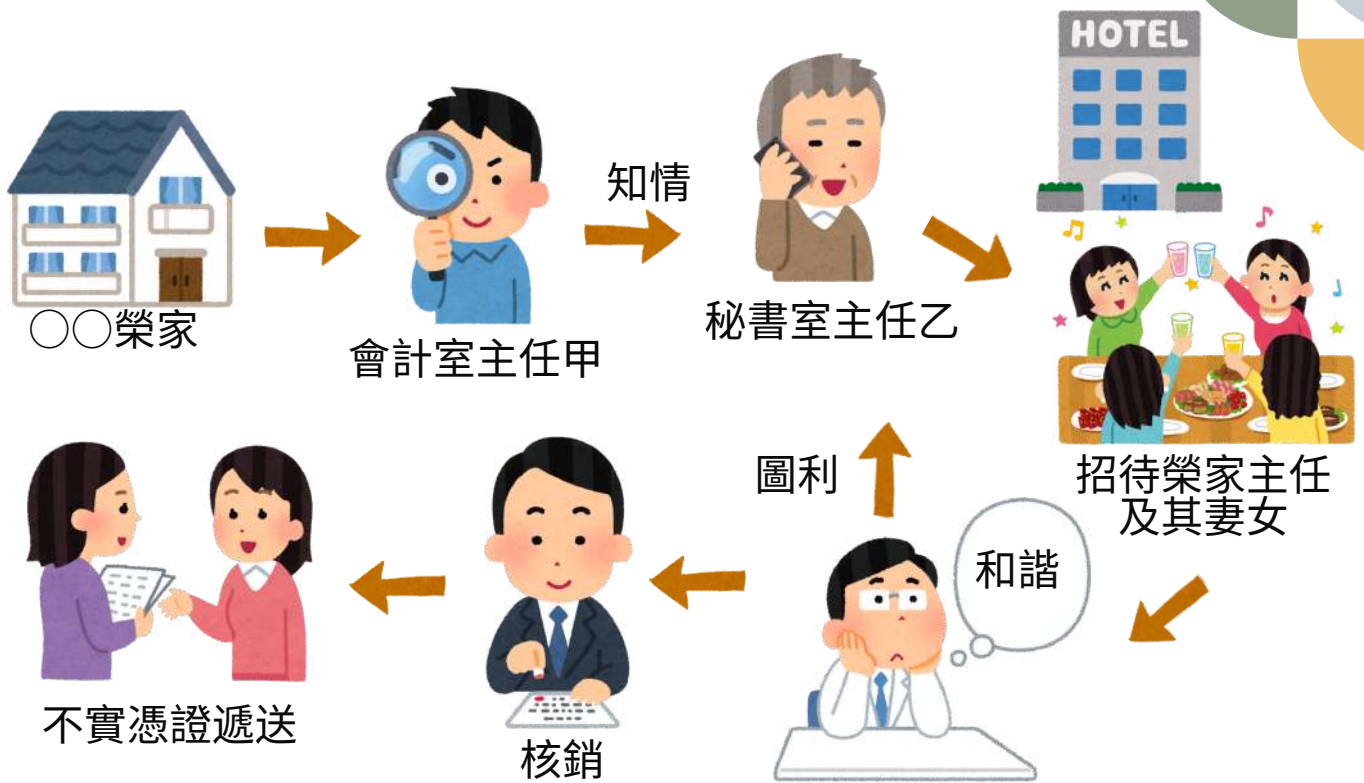 HOTEL
知情
○○榮家
會計室主任甲
秘書室主任乙
招待榮家主任
及其妻女
圖利
和諧
核銷
不實憑證遞送